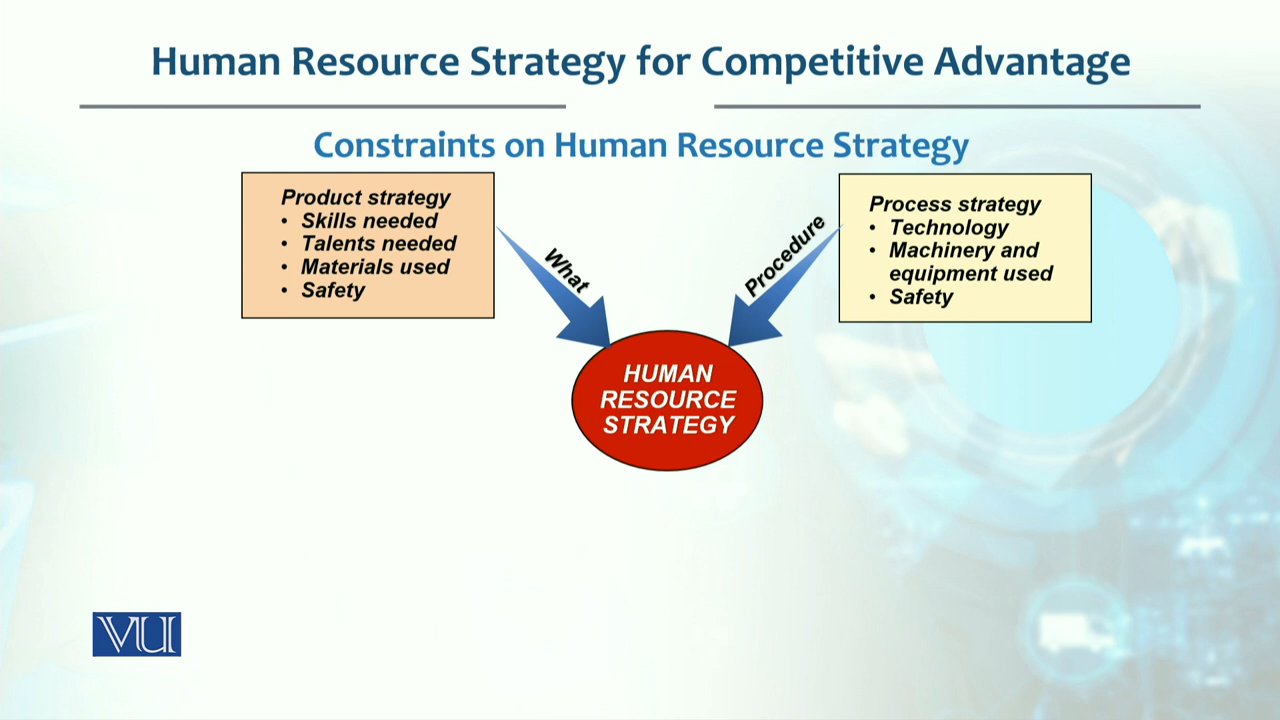 Human Resource Strategy for Competitive Advantage
Constraints on Human Resource Strategy
Product strategy
• Skills needed
• Talents needed
• Materials used
• Safety
What
Procedure
Process strategy
• Technology
• Machinery and
equipment used
• Safety
HUMAN
RESOURCE
STRATEGY
VU